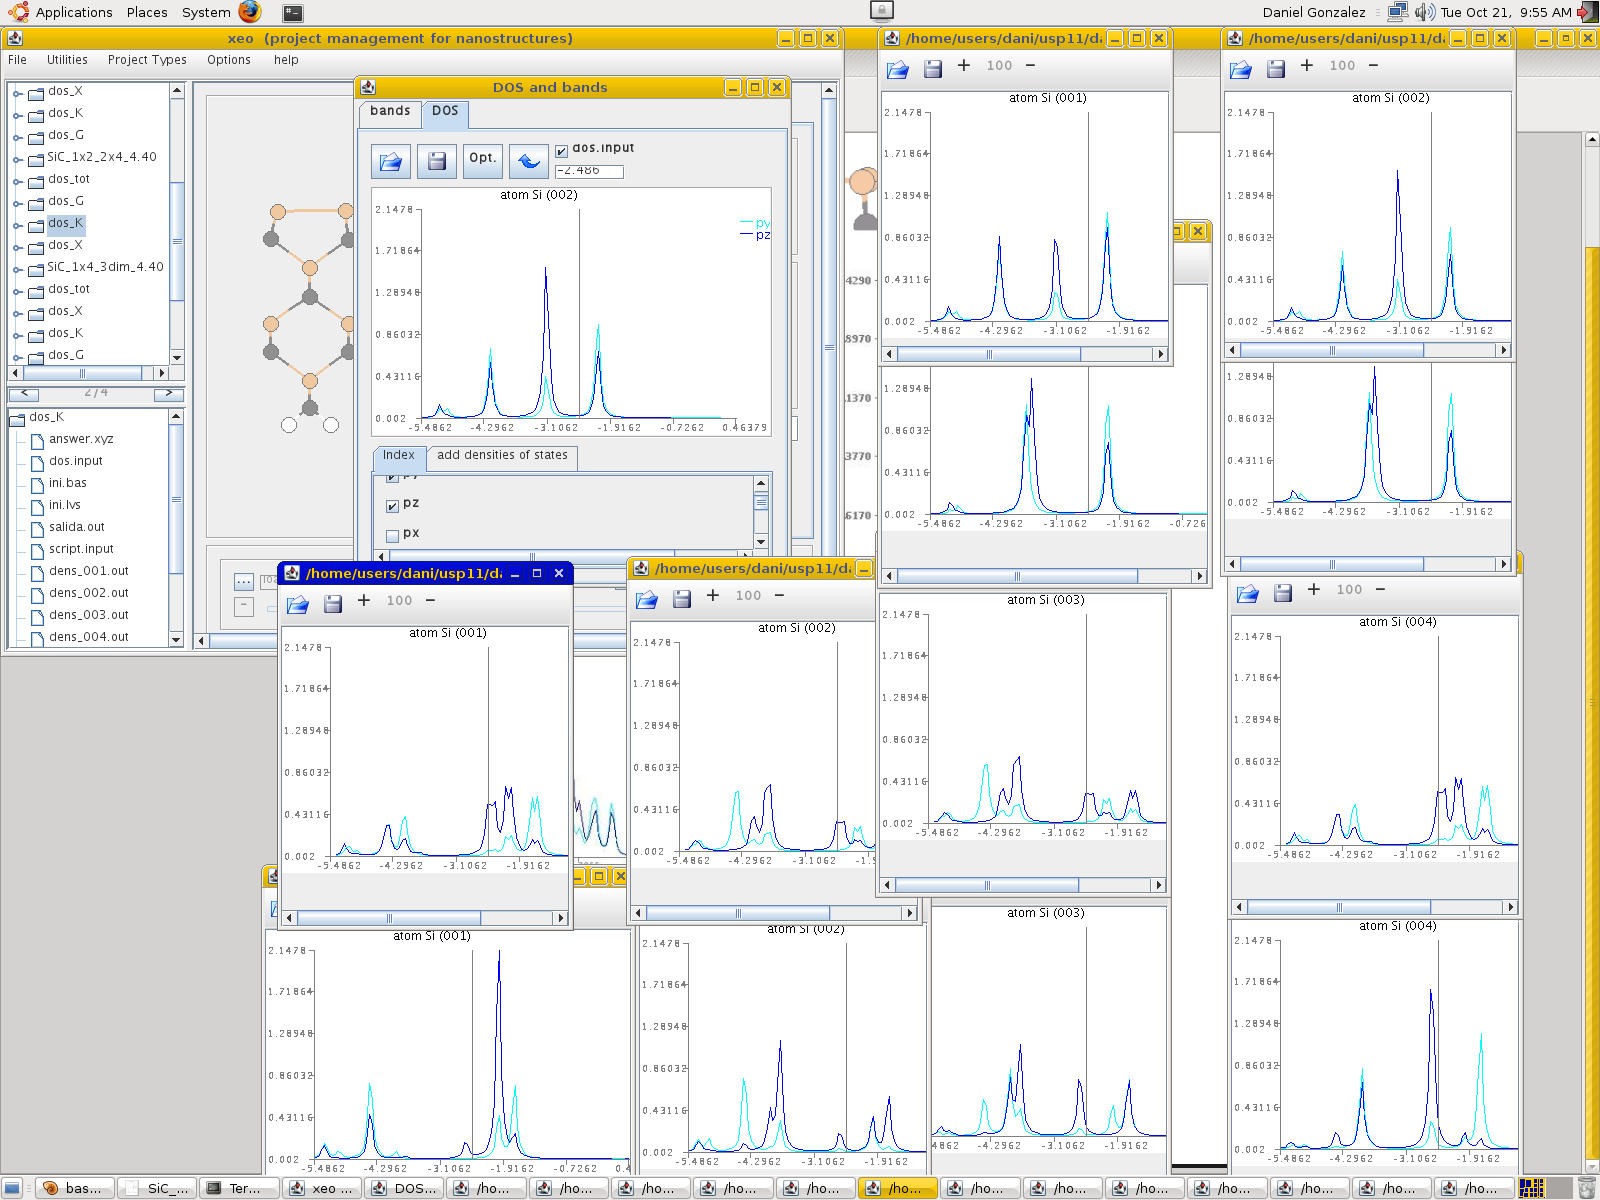 Applications Places System
Daniel Gonzalez
Tue Oct 21, 9:55 AM
xeo (project management for nanostructures)
File Utilities Project Types Options help
dos_X
dos_K
dos_G
SiC_1x2_2x4_4.40
dos_tot
dos_G
dos_K
dos_X
SiC_1x4_3dim_4.40
dos_tot
dos_X
dos_K
dos_G
< 2/4 >
dos_K
answer.xyz
dos.input
ini.bas
ini.lvs
salida.out
script.input
dens_001.out
dens_002.out
dens_003.out
dens_004.out
DOS and bands
bands DOS
Opt.
dos.input
-2.486
atom Si (002)
py
pz
2.1478
1.71864
1.28948
0.86032
0.43116
0.002
-5.4862 -4.2962 -3.1062 -1.9162 -0.7262 0.46379
Index add densities of states
py
pz
px
/home/users/dani/usp11/d
+ 100 −
atom Si (001)
2.1478
1.71864
1.28948
0.86032
0.43116
0.002
-5.4862 -4.2962 -3.1062 -1.9162
/home/users/dani/usp11/d
+ 100 −
atom Si (002)
2.1478
1.71864
1.28948
0.86032
0.43116
0.002
-5.4862 -4.2962 -3.1062 -1.9162
4290
8970
1370
3770
6170
1.28948
0.86032
0.43116
0.002
-5.4862 -4.2962 -3.1062 -1.9162 -0.726
1.28948
0.86032
0.43116
0.002
-5.4862 -4.2962 -3.1062 -1.9162
/home/users/dani/usp11/d
+ 100 −
atom Si (001)
2.1478
1.71864
1.28948
0.86032
0.43116
0.002
-5.4862 -4.2962 -3.1062 -1.9162
/home/users/dani/usp11/d
+ 100 −
atom Si (002)
2.1478
1.71864
1.28948
0.86032
0.43116
0.002
-5.4862 -4.2962 -3.1062 -1.9
atom Si (003)
2.1478
1.71864
1.28948
0.86032
0.43116
0.002
-5.4862 -4.2962 -3.1062 -1.9162
+ 100 −
atom Si (004)
2.1478
1.71864
1.28948
0.86032
0.43116
0.002
-5.4862 -4.2962 -3.1062 -1.9162
atom Si (001)
2.1478
1.71864
1.28948
0.86032
0.43116
0.002
-5.4862 -4.2962 -3.1062 -1.9162 -0.7262 0.4
atom Si (002)
2.1478
1.71864
1.28948
0.86032
0.43116
0.002
-5.4862 -4.2962 -3.1062 -1.9162
atom Si (003)
4862 -4.2962 -3.1062 -1.9162
atom Si (004)
2.1478
1.71864
1.28948
0.86032
0.43116
0.002
-5.4862 -4.2962 -3.1062 -1.9162
bas... SiC_... Ter... xeo ... DOS... /ho... /ho... /ho... /ho... /ho... /ho... /ho... /ho... /ho... /ho... /ho... /ho... /ho...